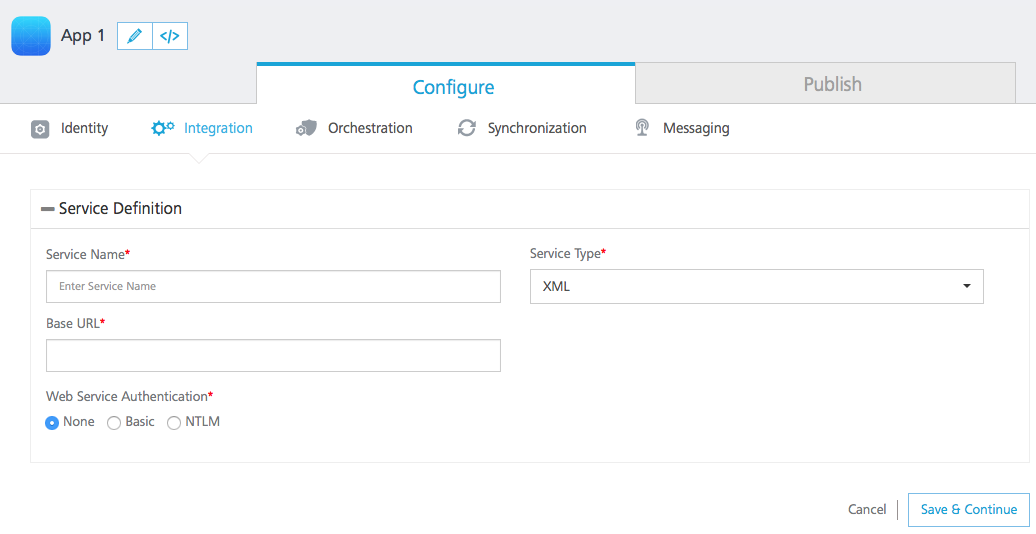 App 1 </>
Configure Publish
Identity Integration Orchestration Synchronization Messaging
Service Definition
Service Name* Service Type*
Enter Service Name XML
Base URL*
Web Service Authentication*
None Basic NTLM
Cancel Save & Continue